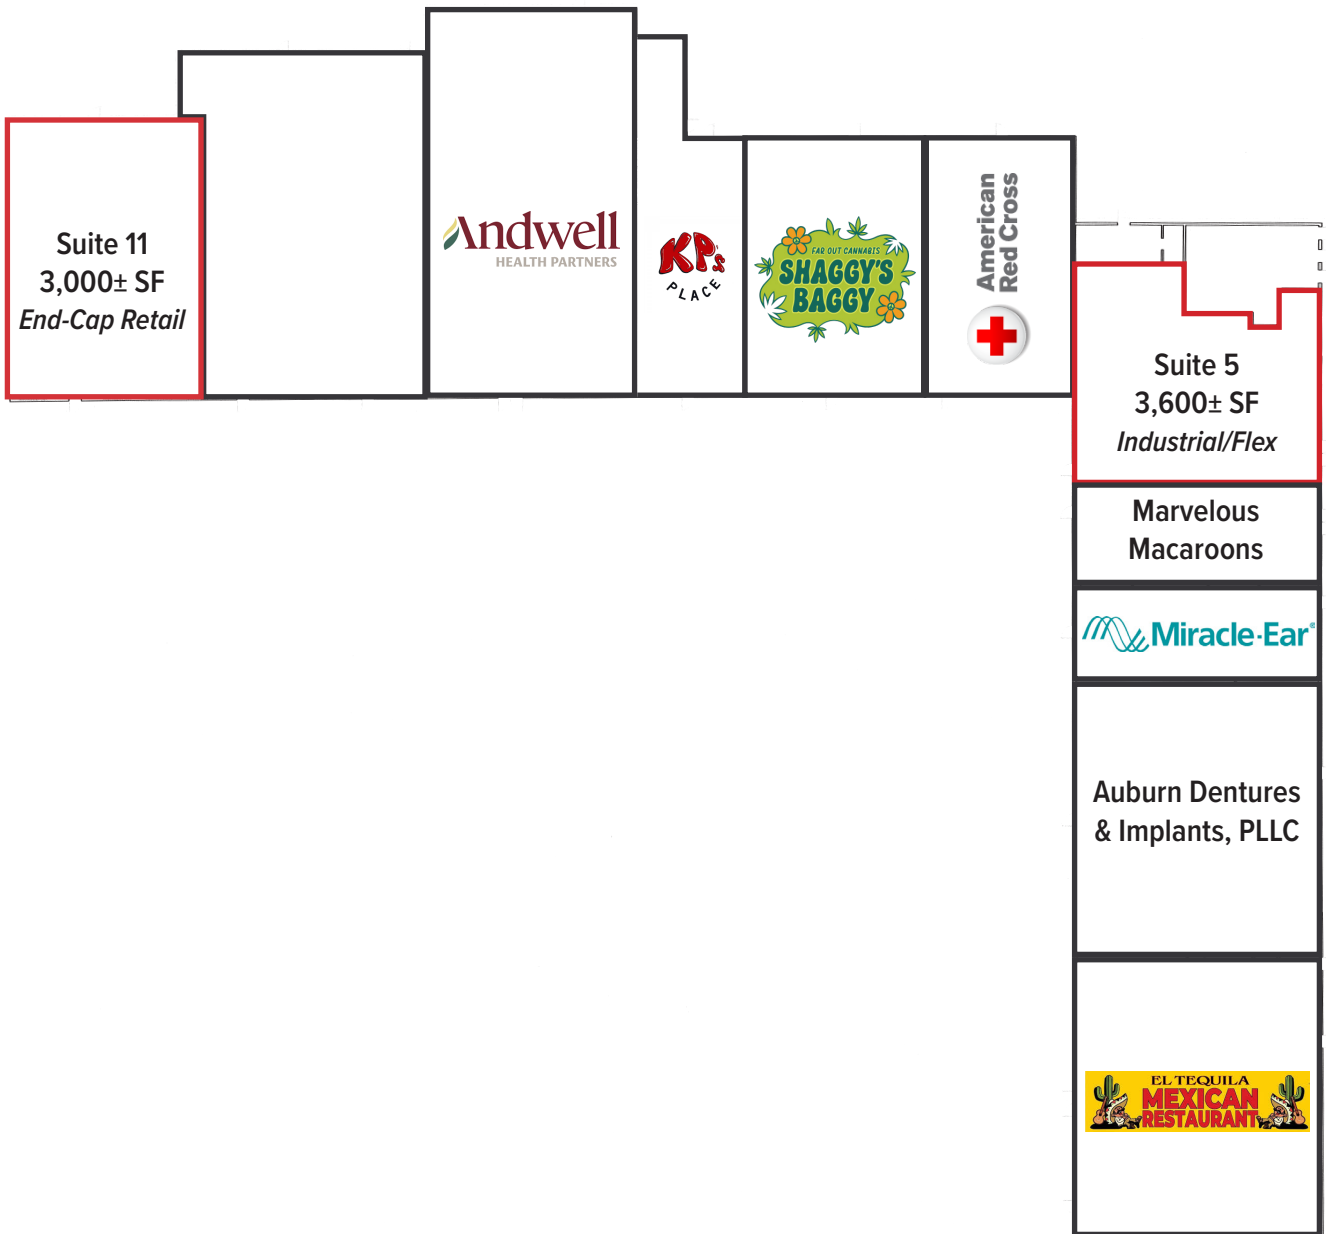 Suite 11
3,000± SF
End-Cap Retail
Andwell
HEALTH PARTNERS
KP's
PLACE
FAR OUT CANNABIS
SHAGGY'S
BAGGY
American
Red Cross
Suite 5
3,600± SF
Industrial/Flex
Marvelous
Macaroons
Miracle-Ear®
Auburn Dentures
& Implants, PLLC
EL TEQUILA
MEXICAN
RESTAURANT